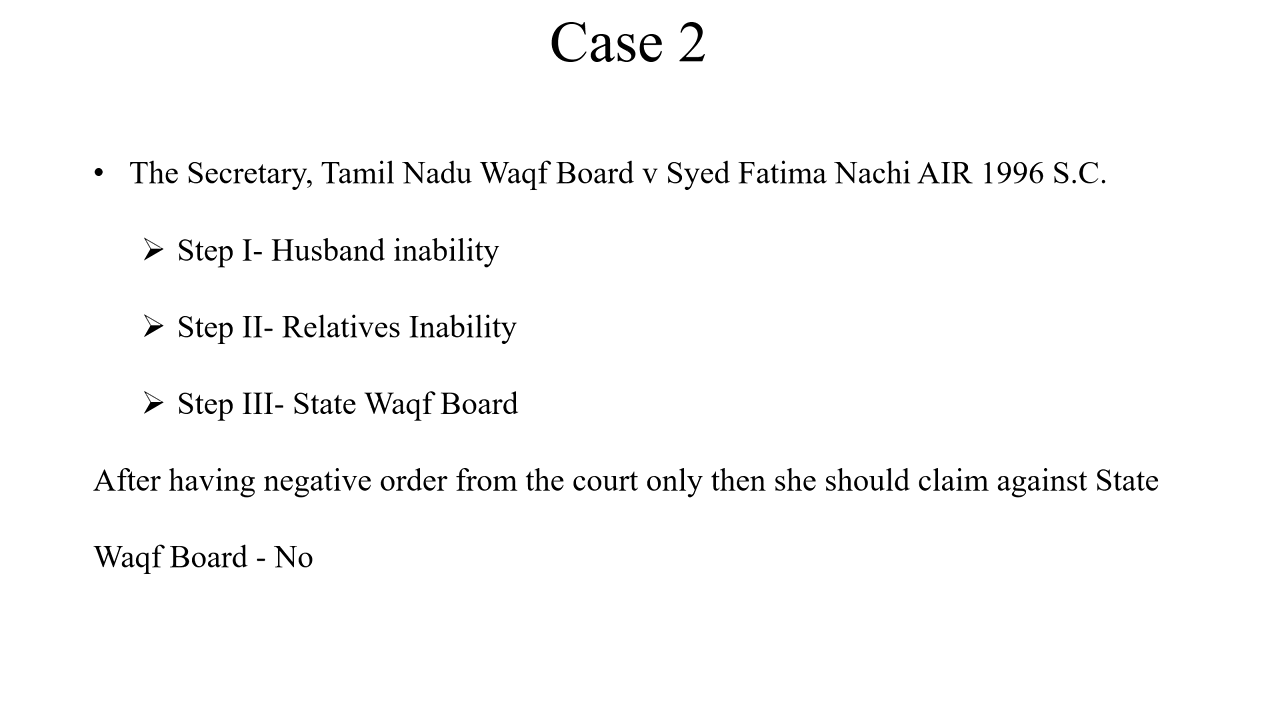 Case 2
• The Secretary, Tamil Nadu Waqf Board v Syed Fatima Nachi AIR 1996 S.C.
➢ Step I- Husband inability
➢ Step II- Relatives Inability
➢ Step III- State Waqf Board
After having negative order from the court only then she should claim against State
Waqf Board - No